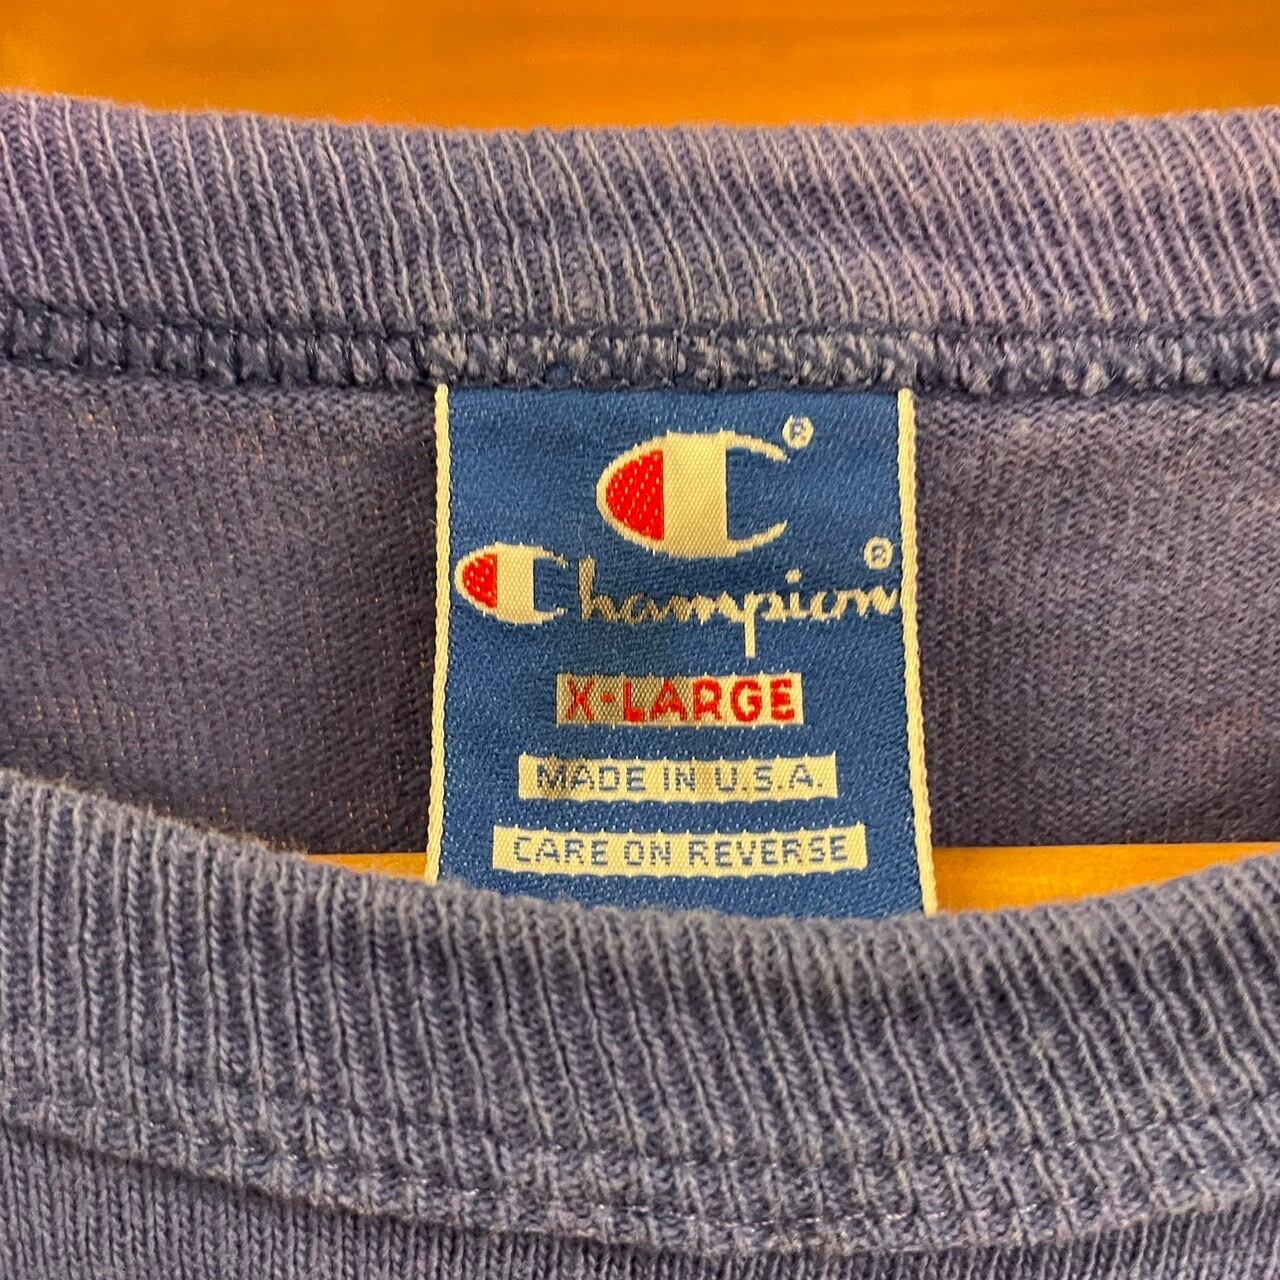 C®
Champion®
X-LARGE
MADE IN U.S.A.
CARE ON REVERSE